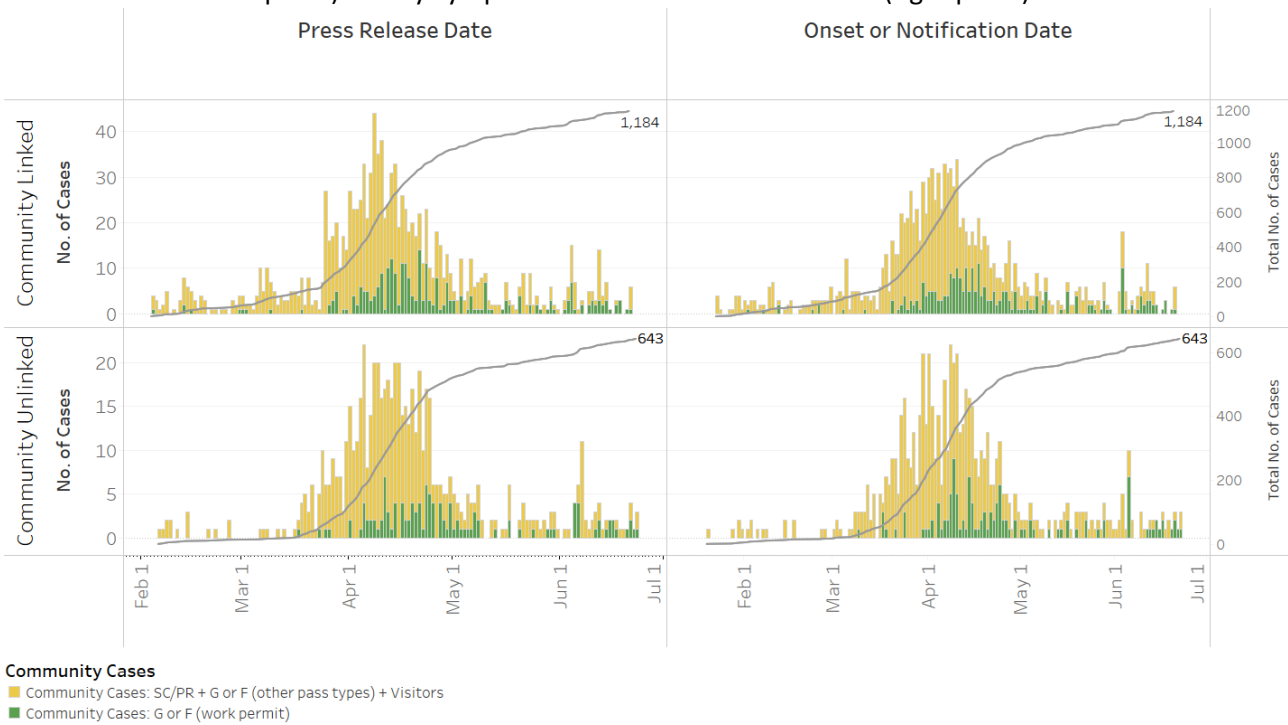 Press Release Date
Onset or Notification Date
Community Linked
No. of Cases
40
30
20
10
0
1,184
1,184
1200
1000
800
600
400
200
0
Total No. of Cases
Community Unlinked
No. of Cases
20
15
10
5
0
643
643
600
400
200
0
Total No. of Cases
Feb 1
Mar 1
Apr 1
May 1
Jun 1
Jul 1
Feb 1
Mar 1
Apr 1
May 1
Jun 1
Jul 1
Community Cases
Community Cases: SC/PR + G or F (other pass types) + Visitors
Community Cases: G or F (work permit)